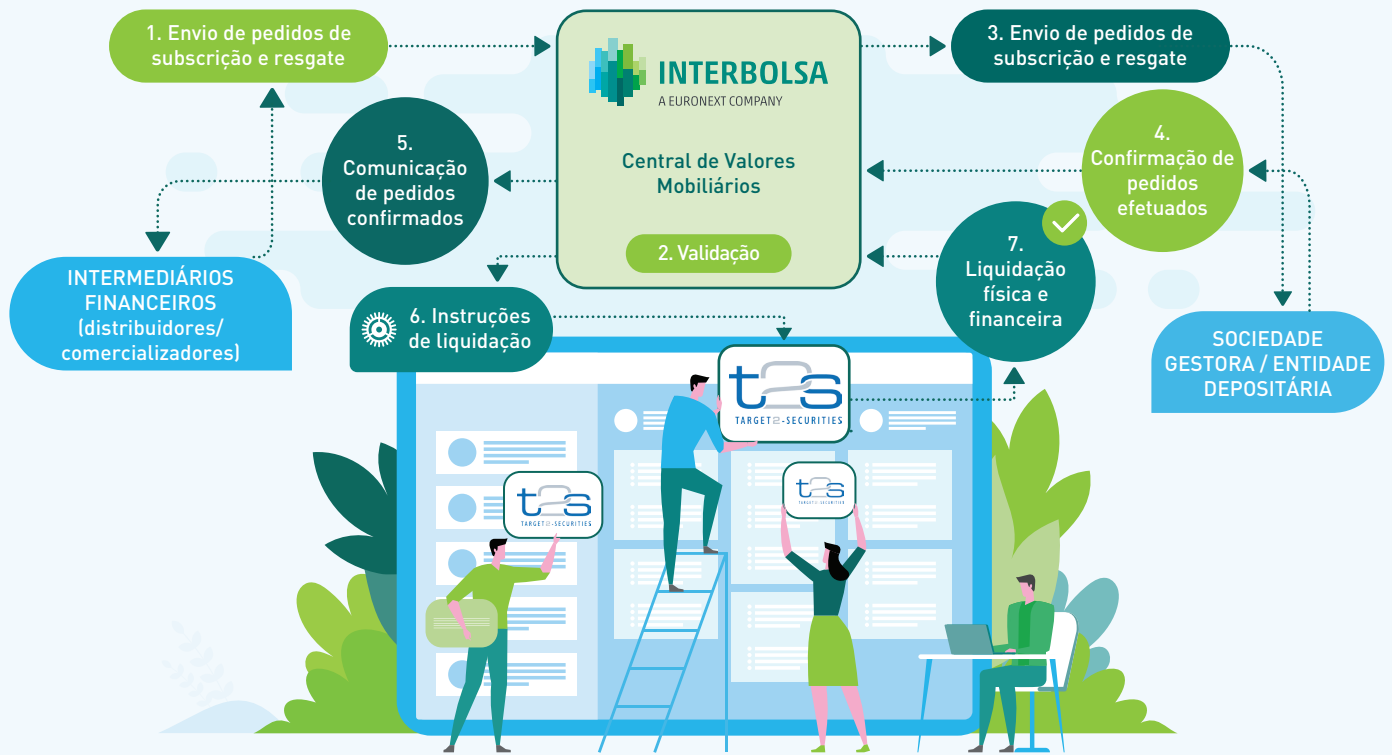 1. Envio de pedidos de
subscrição e resgate
INTERBOLSA
A EURONEXT COMPANY
Central de Valores
Mobiliários
2. Validação
3. Envio de pedidos de
subscrição e resgate
4.
Confirmação de
pedidos
efetuados
5.
Comunicação
de pedidos
confirmados
INTERMEDIÁRIOS
FINANCEIROS
(distribuidores/
comercializadores)
6. Instruções
de liquidação
7.
Liquidação
física e
financeira
SOCIEDADE
GESTORA / ENTIDADE
DEPOSITÁRIA
t2s
TARGET2-SECURITIES
t2s
TARGET2-SECURITIES
t2s
TARGET2-SECURITIES